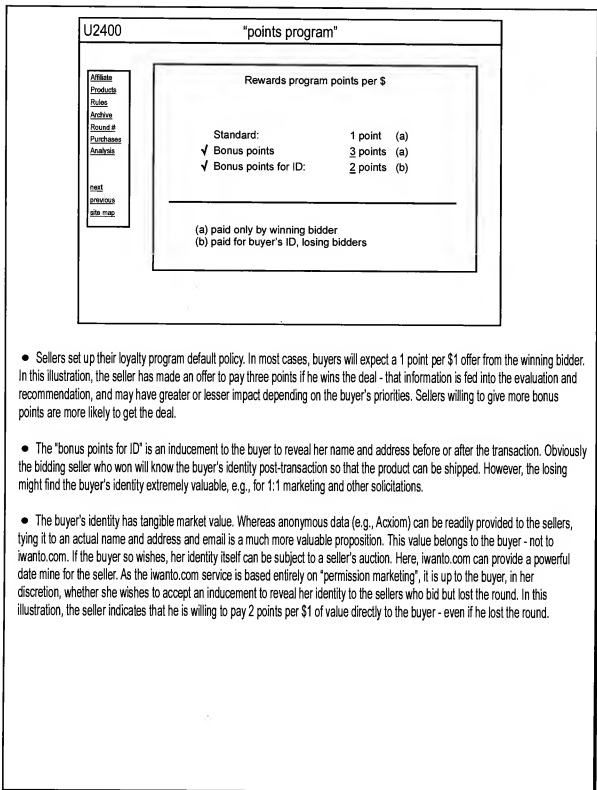 U2400 "points program"
Affiliate
Products
Rules
Archive
Round #
Purchases
Analysis
next
previous
site map
Rewards program points per $
Standard: 1 point (a)
√ Bonus points 3 points (a)
√ Bonus points for ID: 2 points (b)
(a) paid only by winning bidder
(b) paid for buyer's ID, losing bidders
● Sellers set up their loyalty program default policy. In most cases, buyers will expect a 1 point per $1 offer from the winning bidder.
In this illustration, the seller has made an offer to pay three points if he wins the deal - that information is fed into the evaluation and
recommendation, and may have greater or lesser impact depending on the buyer's priorities. Sellers willing to give more bonus
points are more likely to get the deal.
● The "bonus points for ID" is an inducement to the buyer to reveal her name and address before or after the transaction. Obviously
the bidding seller who won will know the buyer's identity post-transaction so that the product can be shipped. However, the losing
might find the buyer's identity extremely valuable, e.g., for 1:1 marketing and other solicitations.
● The buyer's identity has tangible market value. Whereas anonymous data (e.g., Acxiom) can be readily provided to the sellers,
tying it to an actual name and address and email is a much more valuable proposition. This value belongs to the buyer - not to
iwanto.com. If the buyer so wishes, her identity itself can be subject to a seller's auction. Here, iwanto.com can provide a powerful
date mine for the seller. As the iwanto.com service is based entirely on "permission marketing", it is up to the buyer, in her
discretion, whether she wishes to accept an inducement to reveal her identity to the sellers who bid but lost the round. In this
illustration, the seller indicates that he is willing to pay 2 points per $1 of value directly to the buyer - even if he lost the round.